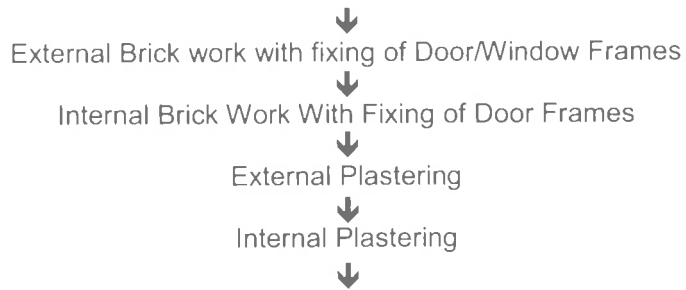 External Brick work with fixing of Door/Window Frames
Internal Brick Work With Fixing of Door Frames
External Plastering
Internal Plastering